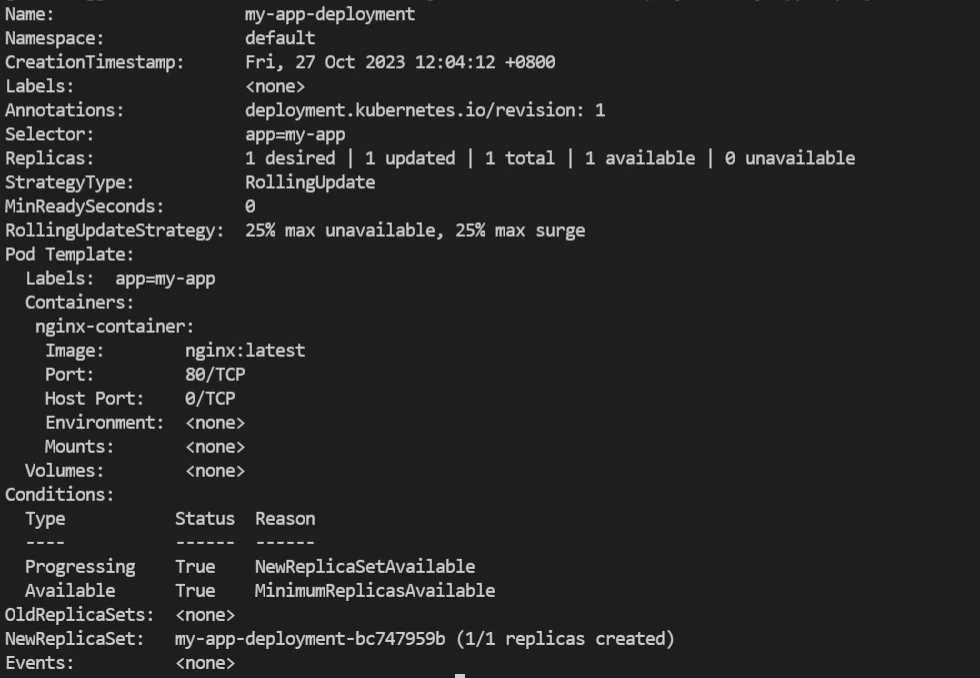 Name:                   my-app-deployment
Namespace:              default
CreationTimestamp:      Fri, 27 Oct 2023 12:04:12 +0800
Labels:                 <none>
Annotations:            deployment.kubernetes.io/revision: 1
Selector:               app=my-app
Replicas:               1 desired | 1 updated | 1 total | 1 available | 0 unavailable
StrategyType:           RollingUpdate
MinReadySeconds:        0
RollingUpdateStrategy:  25% max unavailable, 25% max surge
Pod Template:
  Labels:  app=my-app
  Containers:
   nginx-container:
    Image:        nginx:latest
    Port:         80/TCP
    Host Port:    0/TCP
    Environment:  <none>
    Mounts:       <none>
  Volumes:        <none>
Conditions:
  Type           Status  Reason
  ----           ------  ------
  Progressing    True    NewReplicaSetAvailable
  Available      True    MinimumReplicasAvailable
OldReplicaSets:  <none>
NewReplicaSet:   my-app-deployment-bc747959b (1/1 replicas created)
Events:          <none>